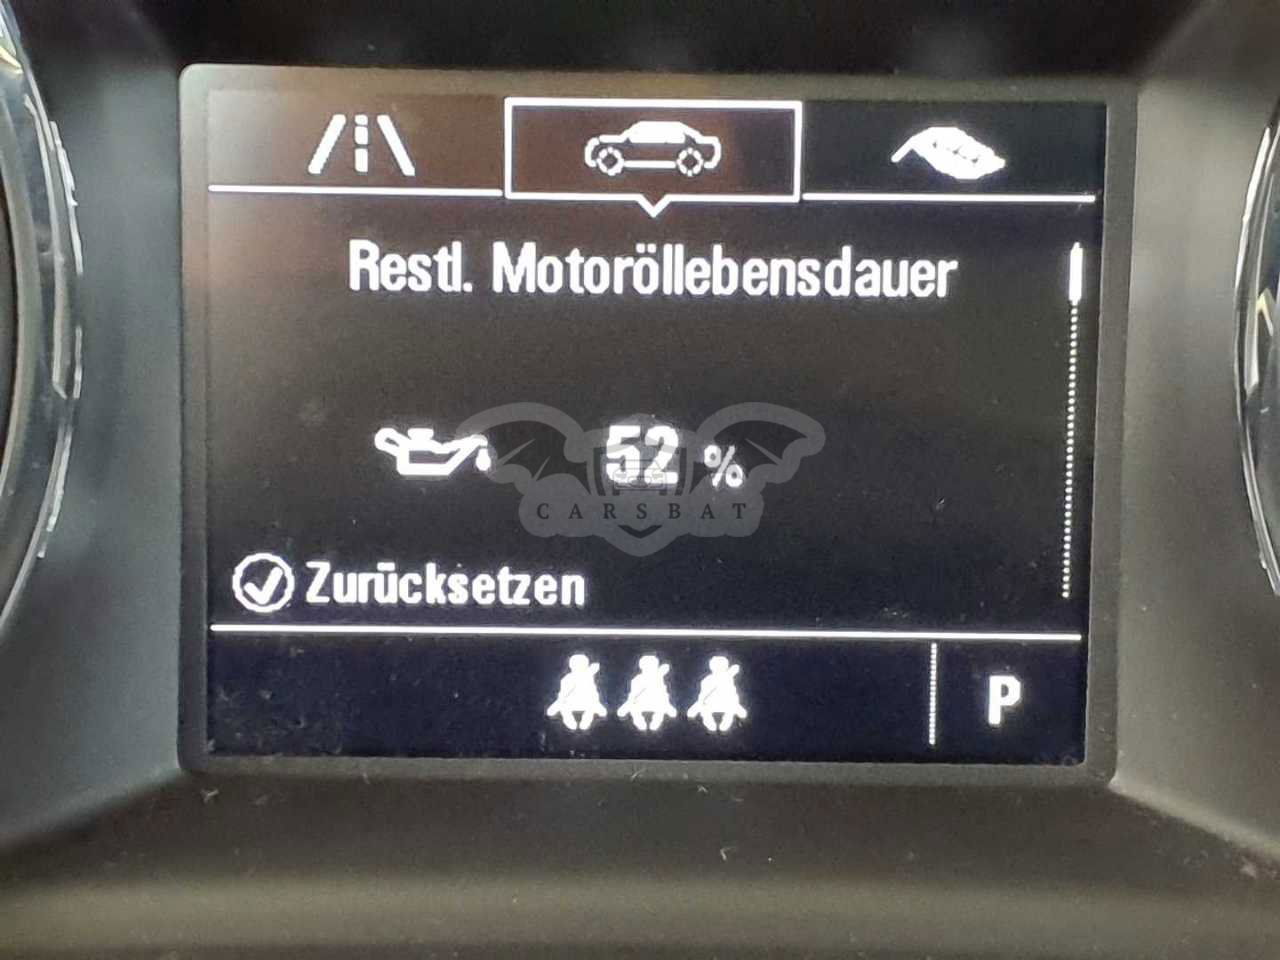 Restl. Motoröllebensdauer
52 %
CARSBAT
Zurücksetzen
P